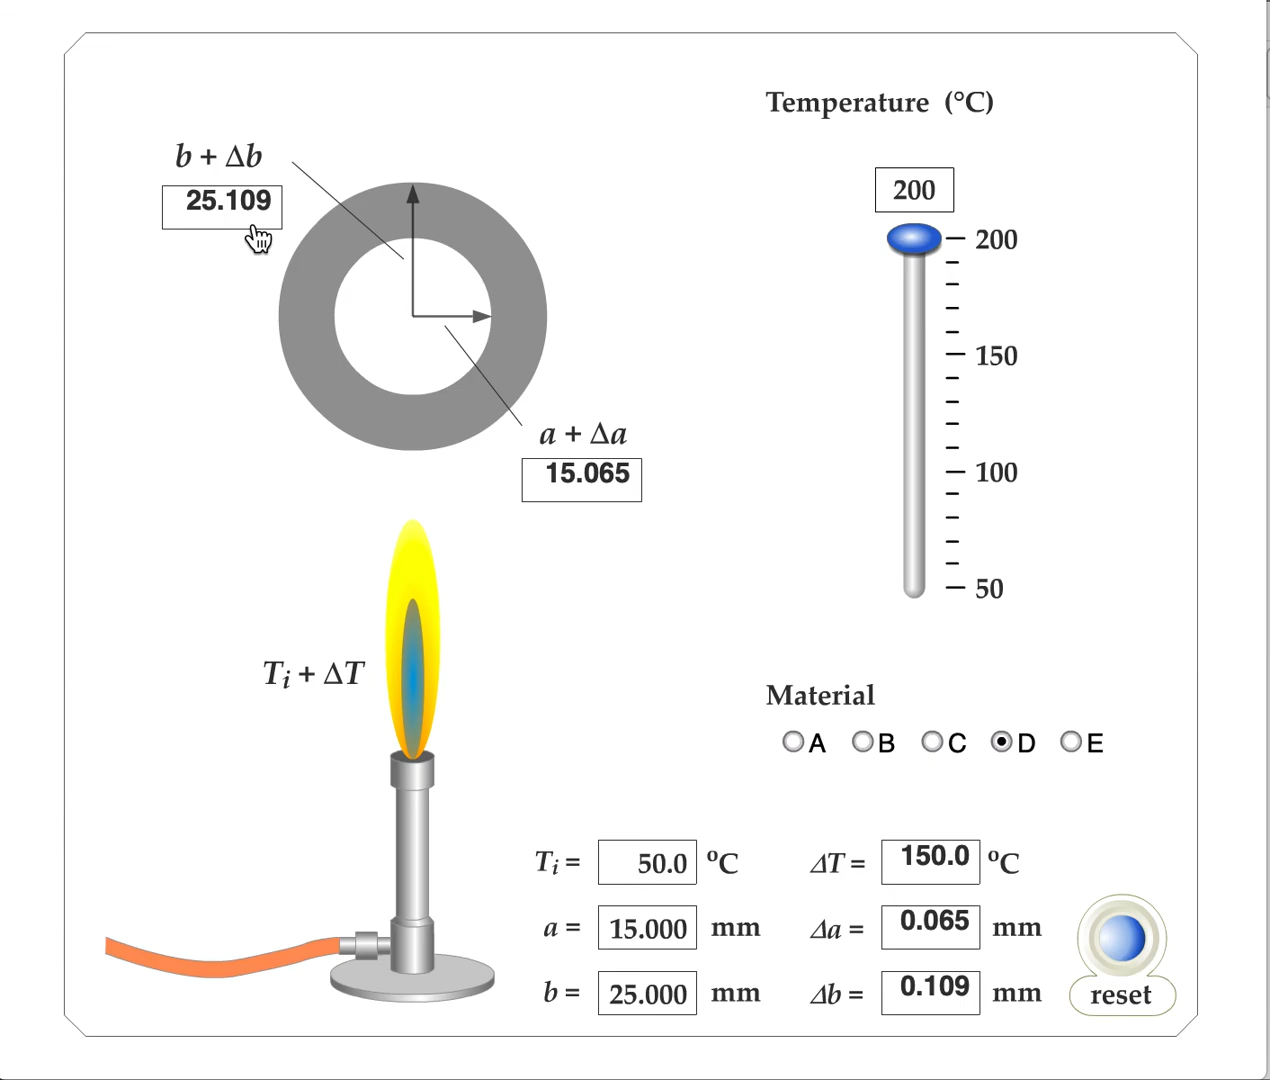 Temperature (°C)
b + Δb
25.109
200
200
150
100
50
a + Δa
15.065
Tᵢ + ΔT
Material
A B C D E
Tᵢ = 50.0 °C ΔT = 150.0 °C
a = 15.000 mm Δa = 0.065 mm
b = 25.000 mm Δb = 0.109 mm
reset